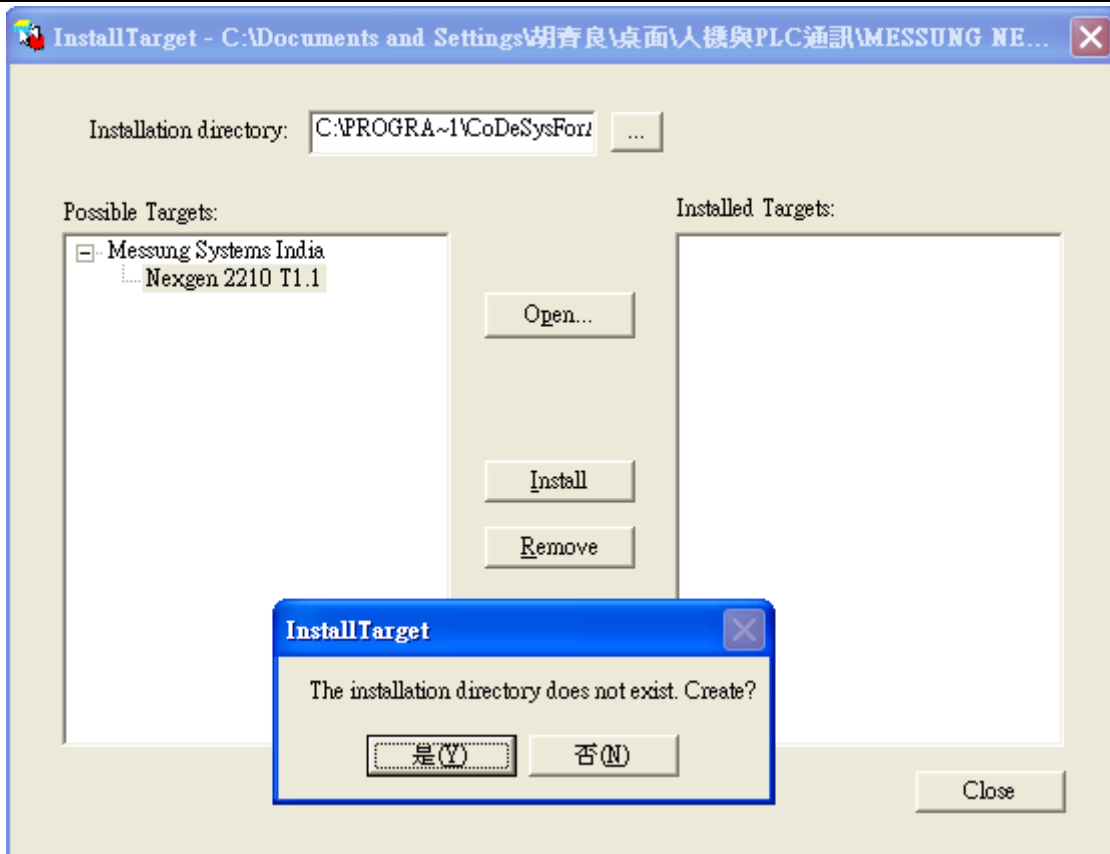 InstallTarget - C:\Documents and Settings\胡青良\桌面\人機與PLC通訊\MESSUNG NE...
Installation directory: C:\PROGRA~1\CoDeSysForA ...
Possible Targets:
Installed Targets:
Messung Systems India
Nexgen 2210 T1.1
Open...
Install
Remove
InstallTarget
The installation directory does not exist. Create?
是(Y) 否(N)
Close